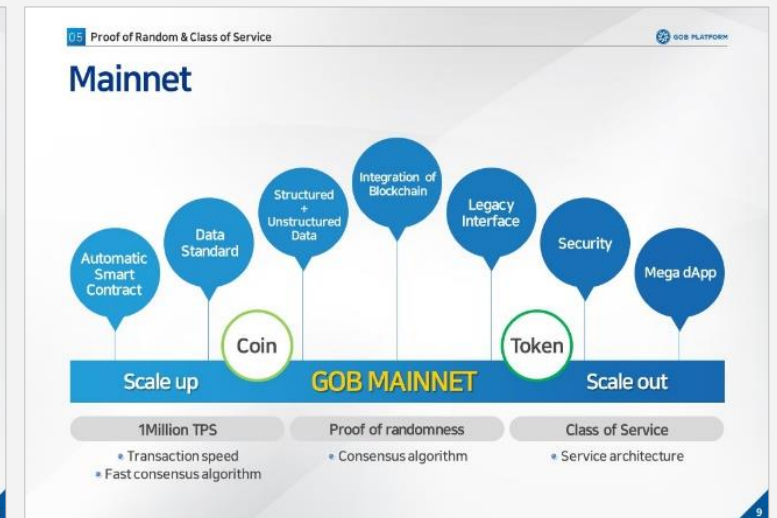 05 Proof of Random & Class of Service
GOB PLATFORM
Mainnet
Automatic
Smart
Contract
Data
Standard
Structured
+
Unstructured
Data
Integration of
Blockchain
Legacy
Interface
Security
Mega dApp
Coin
Token
Scale up
GOB MAINNET
Scale out
1Million TPS
• Transaction speed
• Fast consensus algorithm
Proof of randomness
• Consensus algorithm
Class of Service
• Service architecture
9